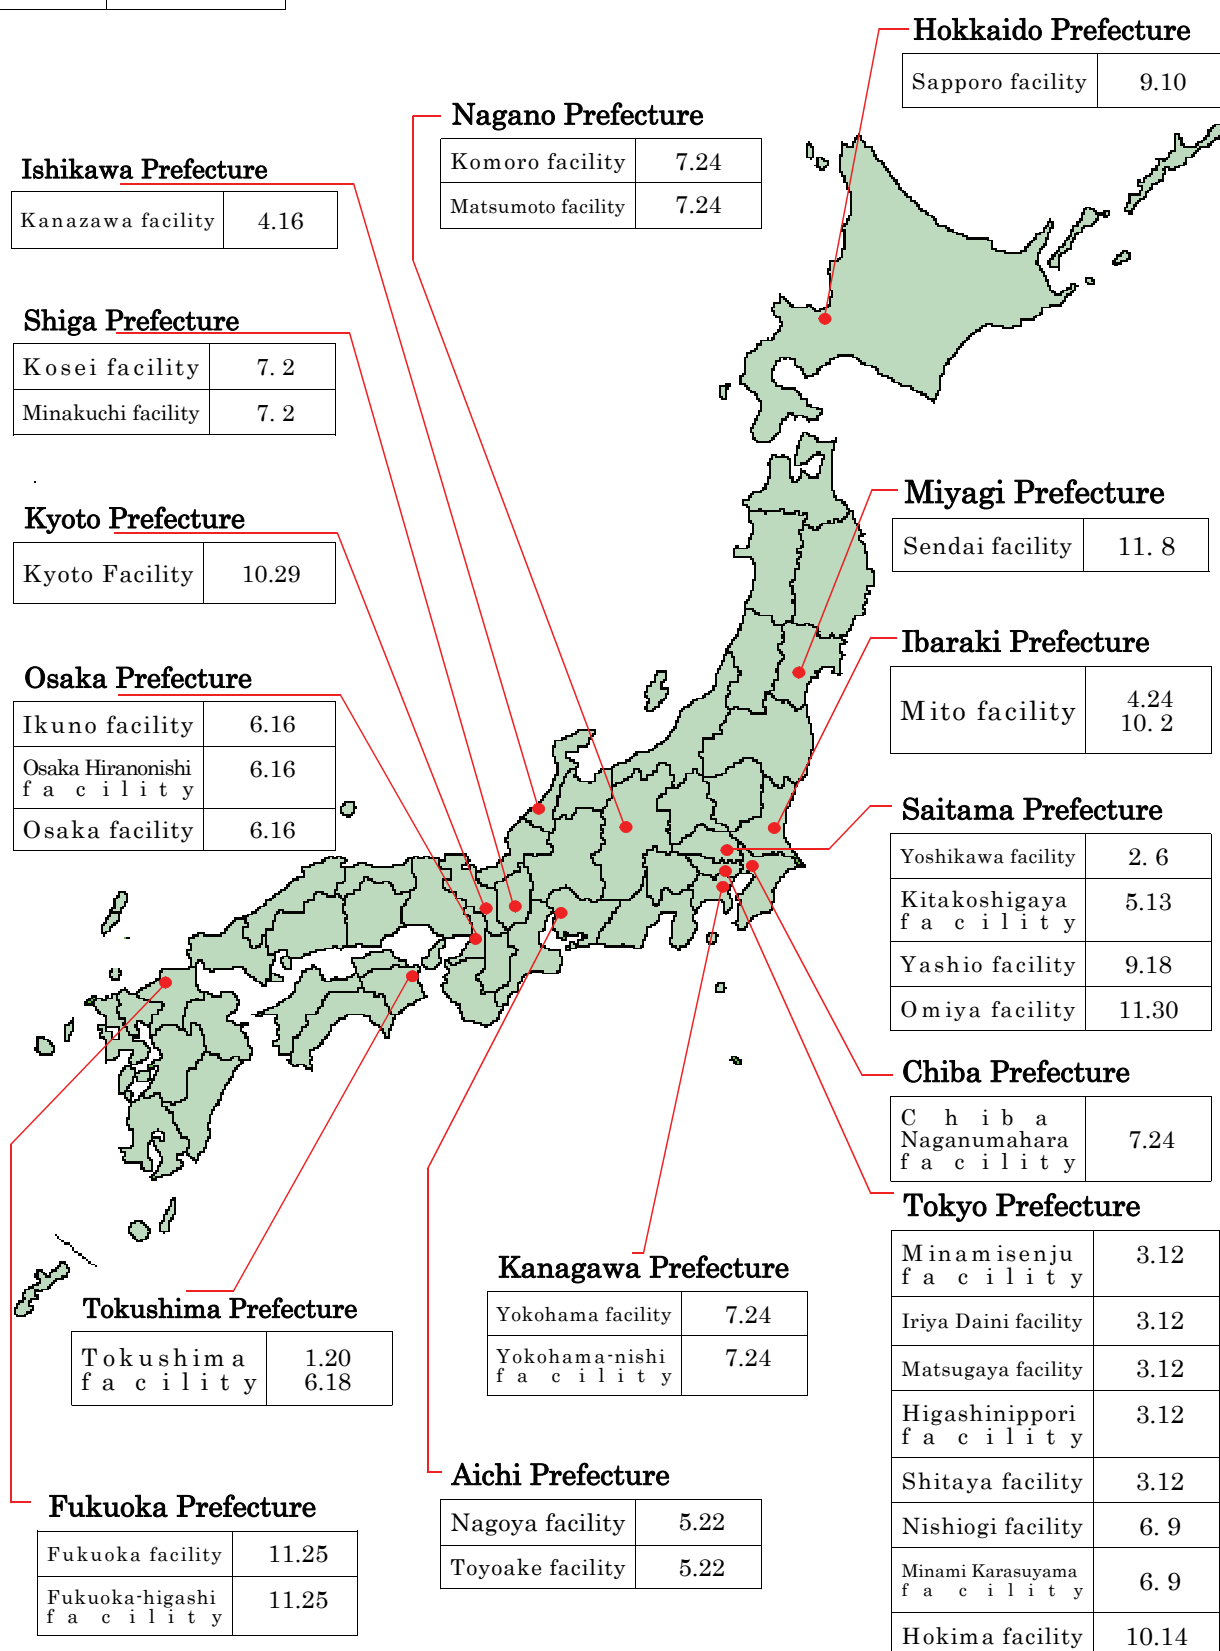 Hokkaido Prefecture
Sapporo facility 9.10
Nagano Prefecture
Komoro facility 7.24
Matsumoto facility 7.24
Ishikawa Prefecture
Kanazawa facility 4.16
Shiga Prefecture
Kosei facility 7. 2
Minakuchi facility 7. 2
Kyoto Prefecture
Kyoto Facility 10.29
Miyagi Prefecture
Sendai facility 11. 8
Osaka Prefecture
Ikuno facility 6.16
Osaka Hiranonishi
facility 6.16
Osaka facility 6.16
Ibaraki Prefecture
Mito facility 4.24
10. 2
Saitama Prefecture
Yoshikawa facility 2. 6
Kitakoshigaya
facility 5.13
Yashio facility 9.18
Omiya facility 11.30
Chiba Prefecture
Chiba
Naganumahara
facility 7.24
Tokyo Prefecture
Minamisenju
facility 3.12
Iriya Daini facility 3.12
Matsugaya facility 3.12
Higashinippori
facility 3.12
Shitaya facility 3.12
Nishiogi facility 6. 9
Minami Karasuyama
facility 6. 9
Hokima facility 10.14
Kanagawa Prefecture
Yokohama facility 7.24
Yokohama-nishi
facility 7.24
Tokushima Prefecture
Tokushima 1.20
facility 6.18
Aichi Prefecture
Nagoya facility 5.22
Toyoake facility 5.22
Fukuoka Prefecture
Fukuoka facility 11.25
Fukuoka-higashi
facility 11.25